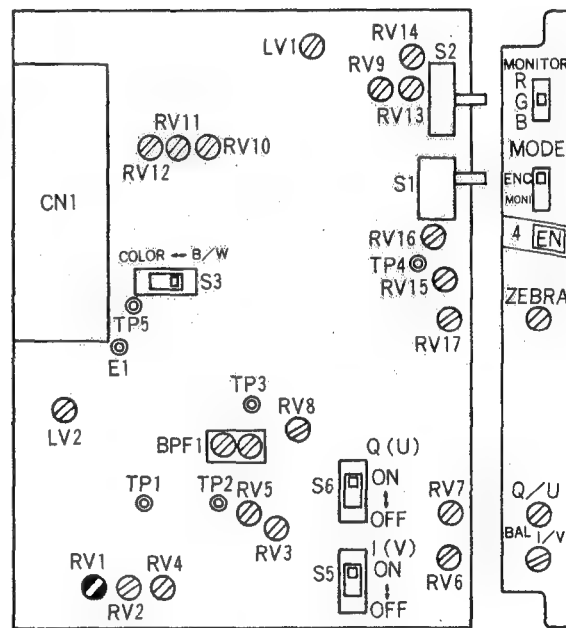 RV14
LV1
S2
RV9
RV13
MONITOR
R
G
B
RV11
RV12
RV10
MODE
CN1
S1
ENC
MONI
RV16
4 EN
COLOR ↔ B/W
S3
TP4
RV15
TP5
ZEBRA
RV17
E1
TP3
RV8
LV2
BPF1
Q (U)
S6
ON
↕
OFF
TP1
TP2
RV5
RV7
Q/U
RV3
I (V)
BAL I/V
RV1
RV4
RV2
S5
ON
↕
OFF
RV6